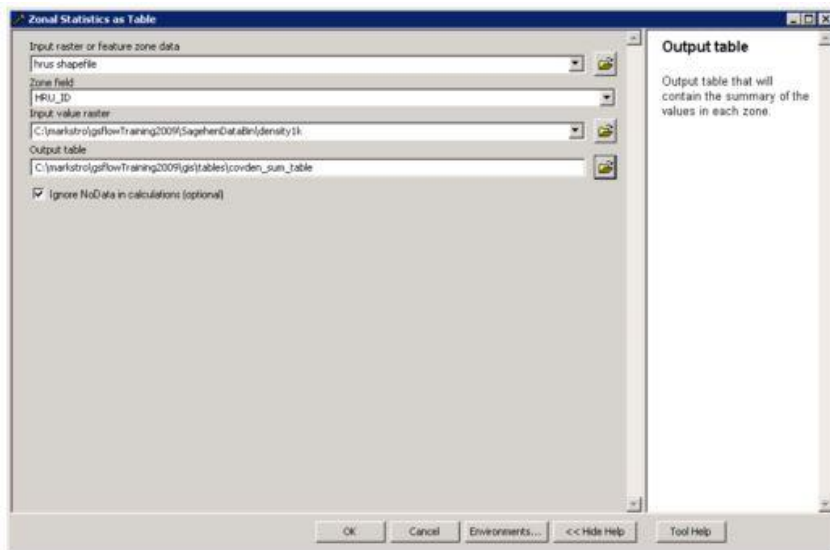 Zonal Statistics as Table
Input raster or feature zone data
hrus shapefile
Zone field
HRU_ID
Input value raster
C:\markstro\gsflowTraining2009\SagehenDataBin\density1k
Output table
C:\markstro\gsflowTraining2009\gis\tables\covden_sum_table
Ignore NoData in calculations (optional)
Output table
Output table that will
contain the summary of the
values in each zone.
OK
Cancel
Environments...
<< Hide Help
Tool Help